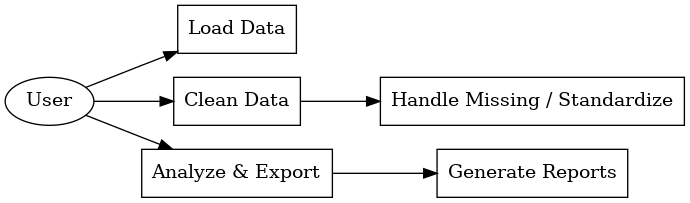 Load Data
User
Clean Data
Handle Missing / Standardize
Analyze & Export
Generate Reports